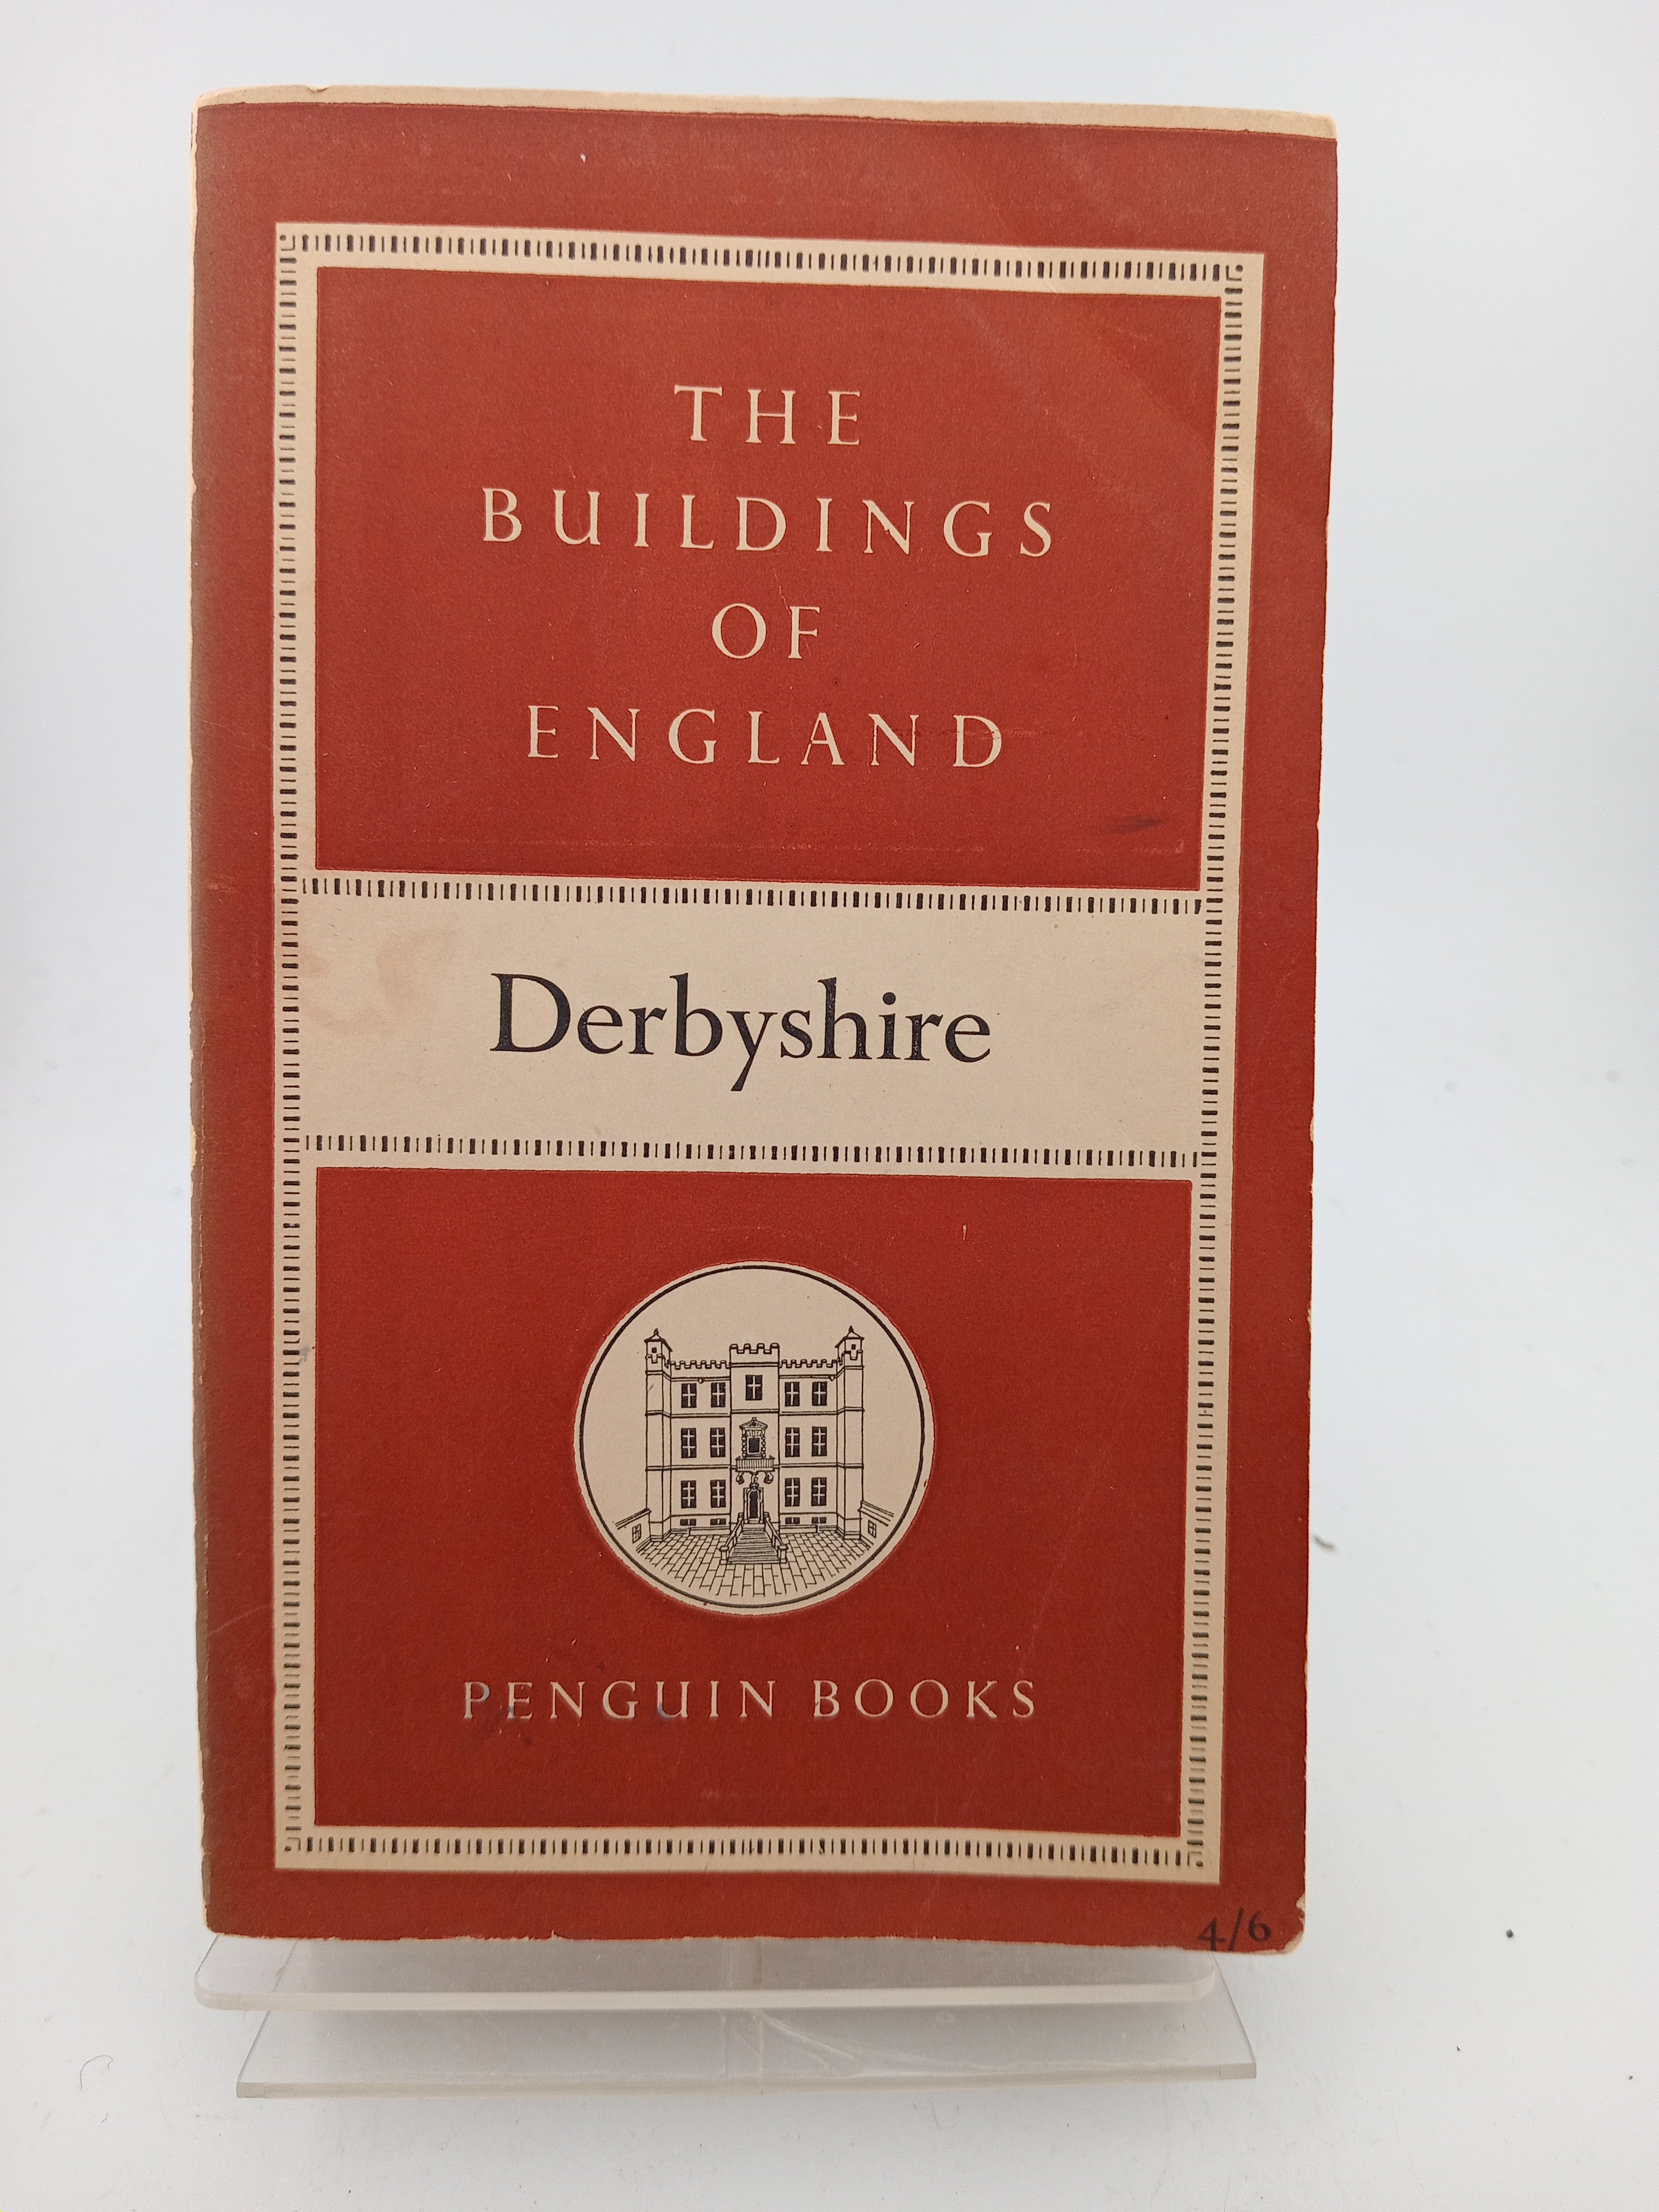 THE
BUILDINGS
OF
ENGLAND
Derbyshire
PENGUIN BOOKS
4/6